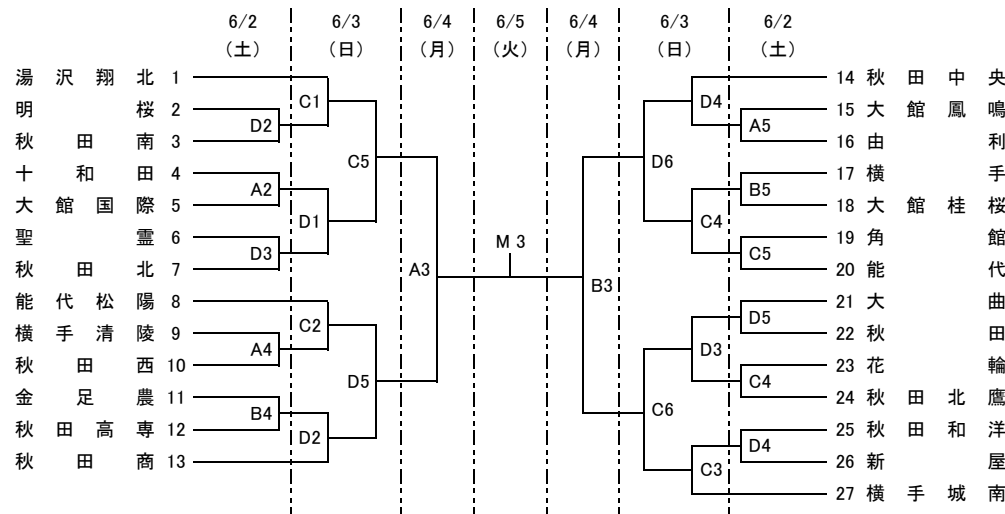 6/2 6/3 6/4 6/5 6/4 6/3 6/2
(土) (日) (月) (火) (月) (日) (土)
湯沢翔北 1 14 秋田中央
C1 D4
明桜 2 15 大館鳳鳴
D2 A5
秋田南 3 16 由利
C5 D6
十和田 4 17 横手
A2 B5
大館国際 5 18 大館桂桜
D1 C4
聖霊 6 19 角館
D3 M 3 C5
秋田北 7 20 能代
A3 B3
能代松陽 8 21 大曲
C2 D5
横手清陵 9 22 秋田
A4 D3
秋田西 10 23 花輪
D5 C4
金足農 11 24 秋田北鷹
B4 C6
秋田高専 12 25 秋田和洋
D2 D4
秋田商 13 26 新屋
C3
27 横手城南